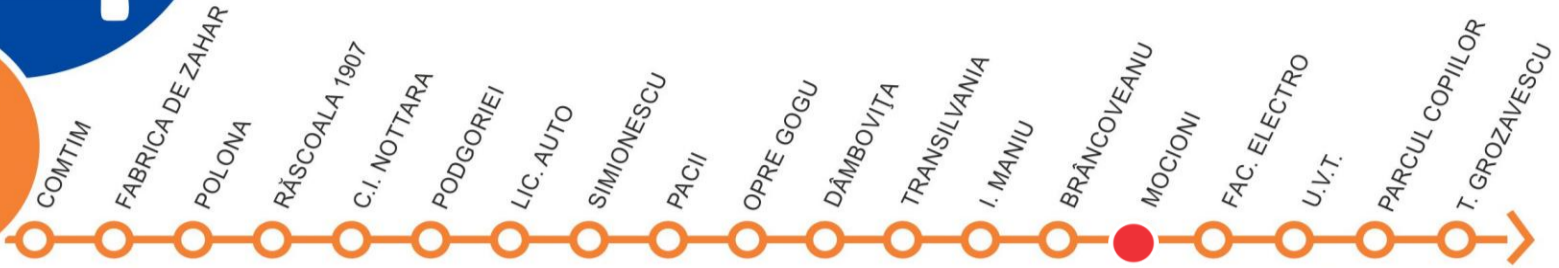 COMTIM
FABRICA DE ZAHAR
POLONA
RĂSCOALA 1907
C.I. NOTTARA
PODGORIEI
LIC. AUTO
SIMIONESCU
PACII
OPRE GOGU
DÂMBOVIȚA
TRANSILVANIA
I. MANIU
BRÂNCOVEANU
MOCIONI
FAC. ELECTRO
U.V.T.
PARCUL COPIILOR
T. GROZAVESCU